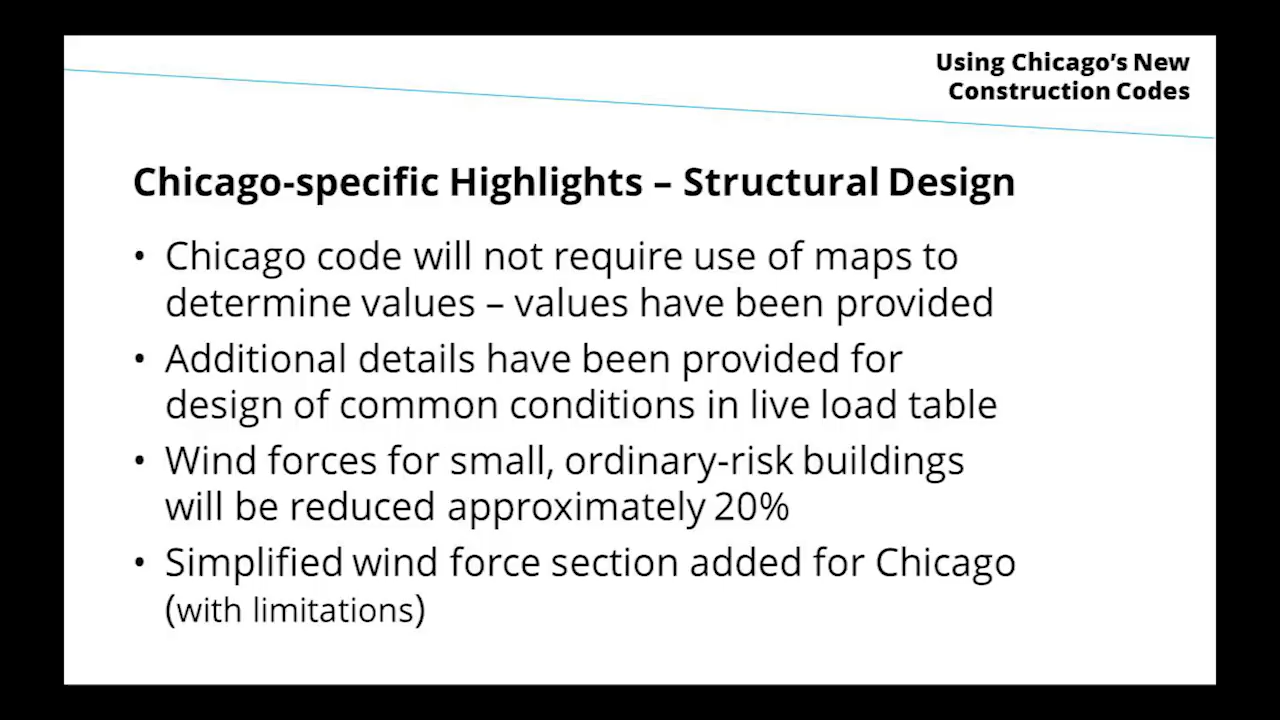 Using Chicago’s New
Construction Codes
Chicago-specific Highlights – Structural Design
• Chicago code will not require use of maps to
determine values – values have been provided
• Additional details have been provided for
design of common conditions in live load table
• Wind forces for small, ordinary-risk buildings
will be reduced approximately 20%
• Simplified wind force section added for Chicago
(with limitations)